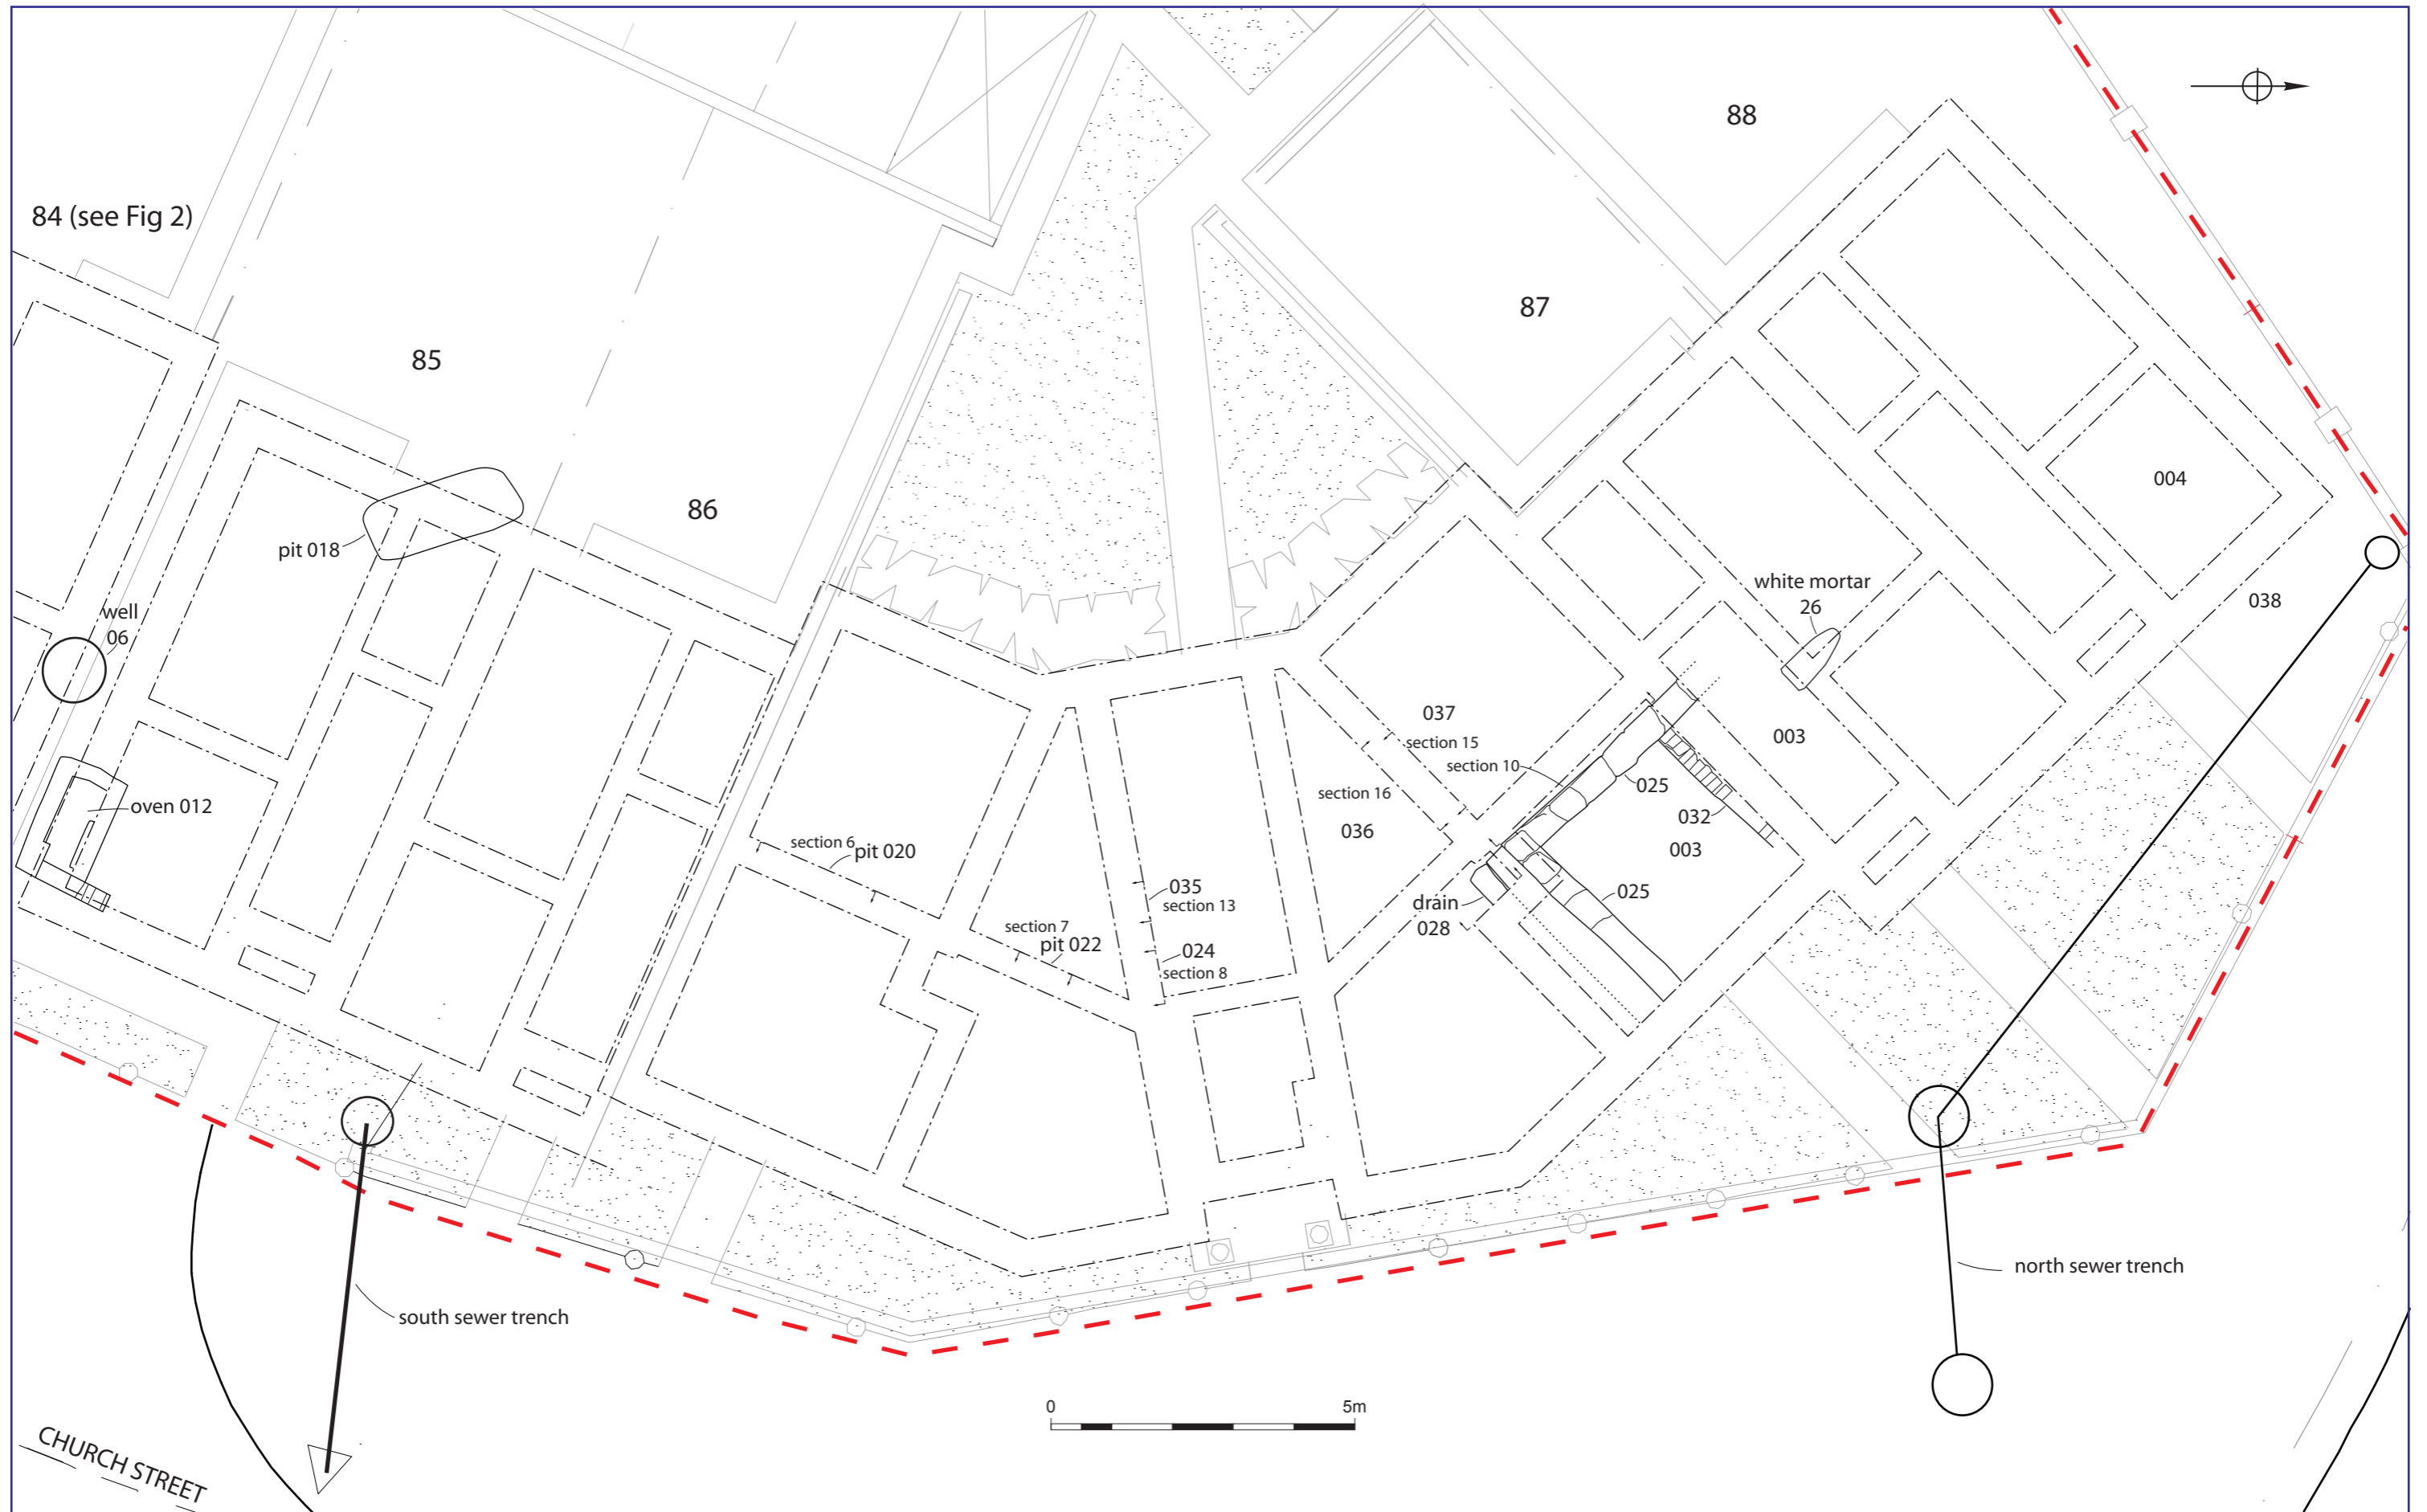 88
84 (see Fig 2)
87
85
004
86
pit 018
white mortar
26
038
well
06
037
003
section 15
section 10
025
section 16
oven 012
032
036
section 6
pit 020
003
035
025
section 13
drain
028
section 7
pit 022
024
section 8
north sewer trench
south sewer trench
0 5m
CHURCH STREET